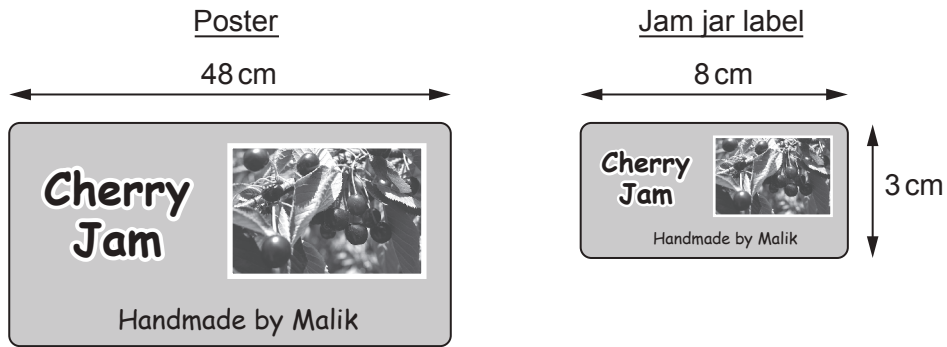 Poster
48 cm
Cherry
Jam
Handmade by Malik
Jam jar label
8 cm
Cherry
Jam
Handmade by Malik
3 cm